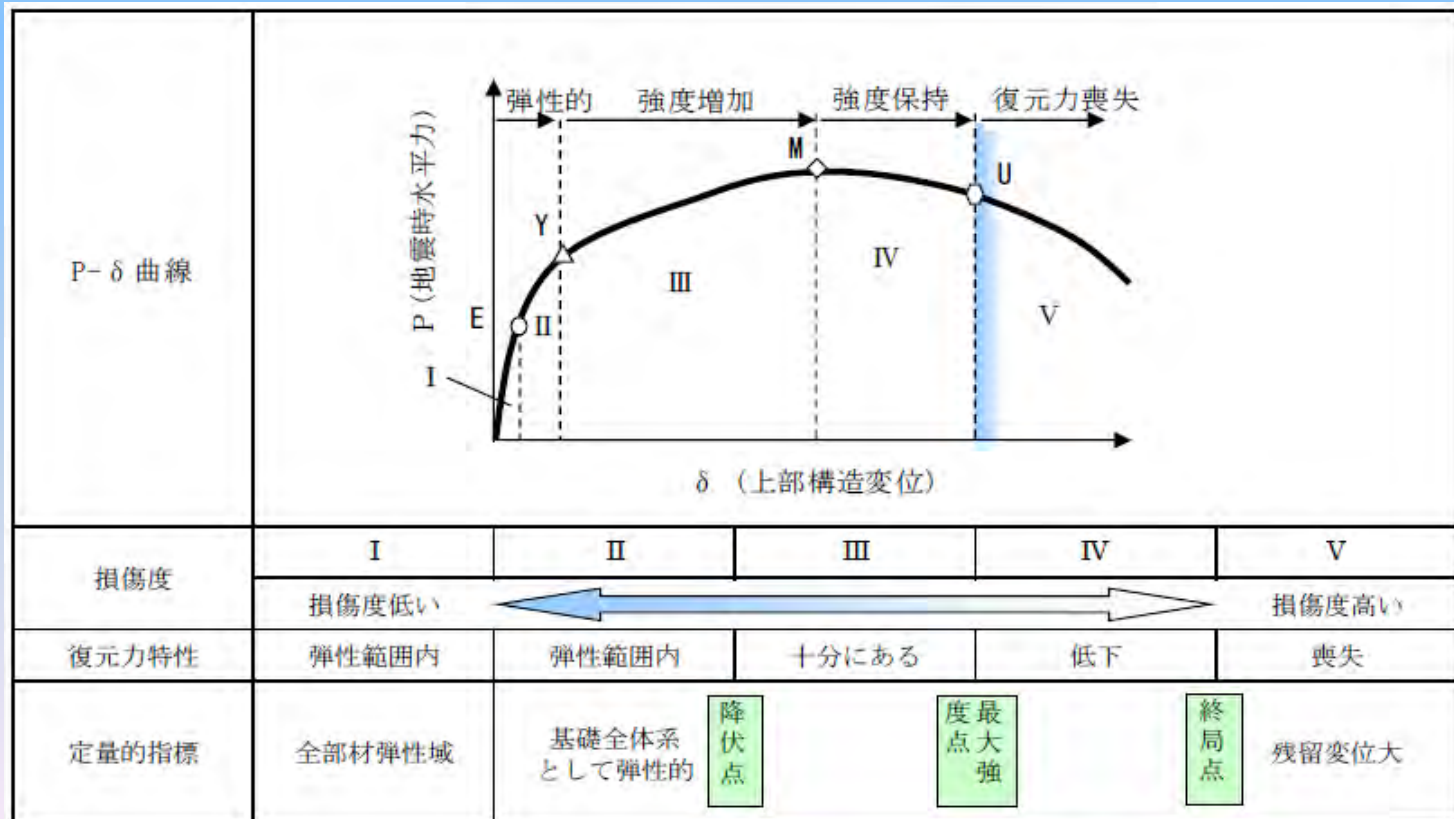 P-δ 曲線
P (地震時水平力)
弾性的
強度増加
強度保持
復元力喪失
M
U
Y
E
I
II
III
IV
V
δ (上部構造変位)
損傷度
I
II
III
IV
V
損傷度低い
損傷度高い
復元力特性
弾性範囲内
弾性範囲内
十分にある
低下
喪失
定量的指標
全部材弾性域
基礎全体系
として弾性的
降伏点
最大強
度点
終局点
残留変位大